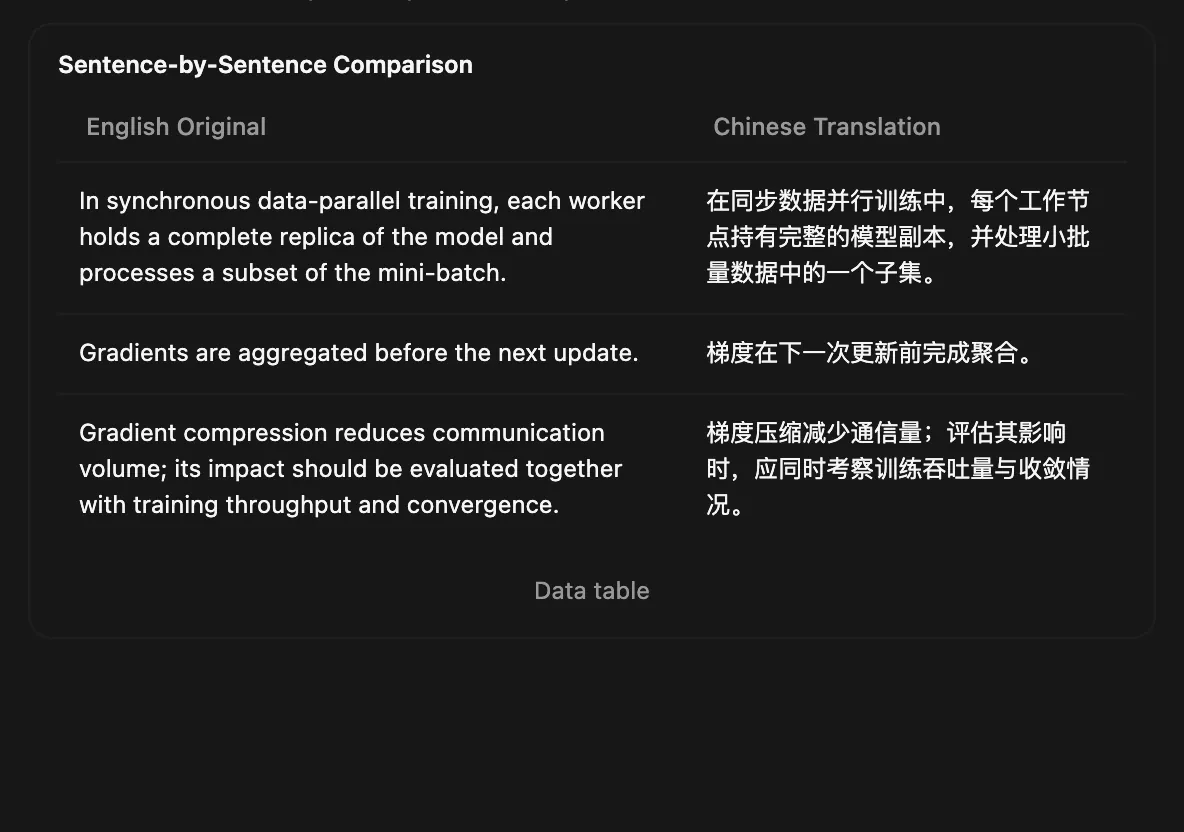 Sentence-by-Sentence Comparison
English Original
Chinese Translation
In synchronous data-parallel training, each worker
holds a complete replica of the model and
processes a subset of the mini-batch.
在同步数据并行训练中，每个工作节
点持有完整的模型副本，并处理小批
量数据中的一个子集。
Gradients are aggregated before the next update.
梯度在下一次更新前完成聚合。
Gradient compression reduces communication
volume; its impact should be evaluated together
with training throughput and convergence.
梯度压缩减少通信量；评估其影响
时，应同时考察训练吞吐量与收敛情
况。
Data table